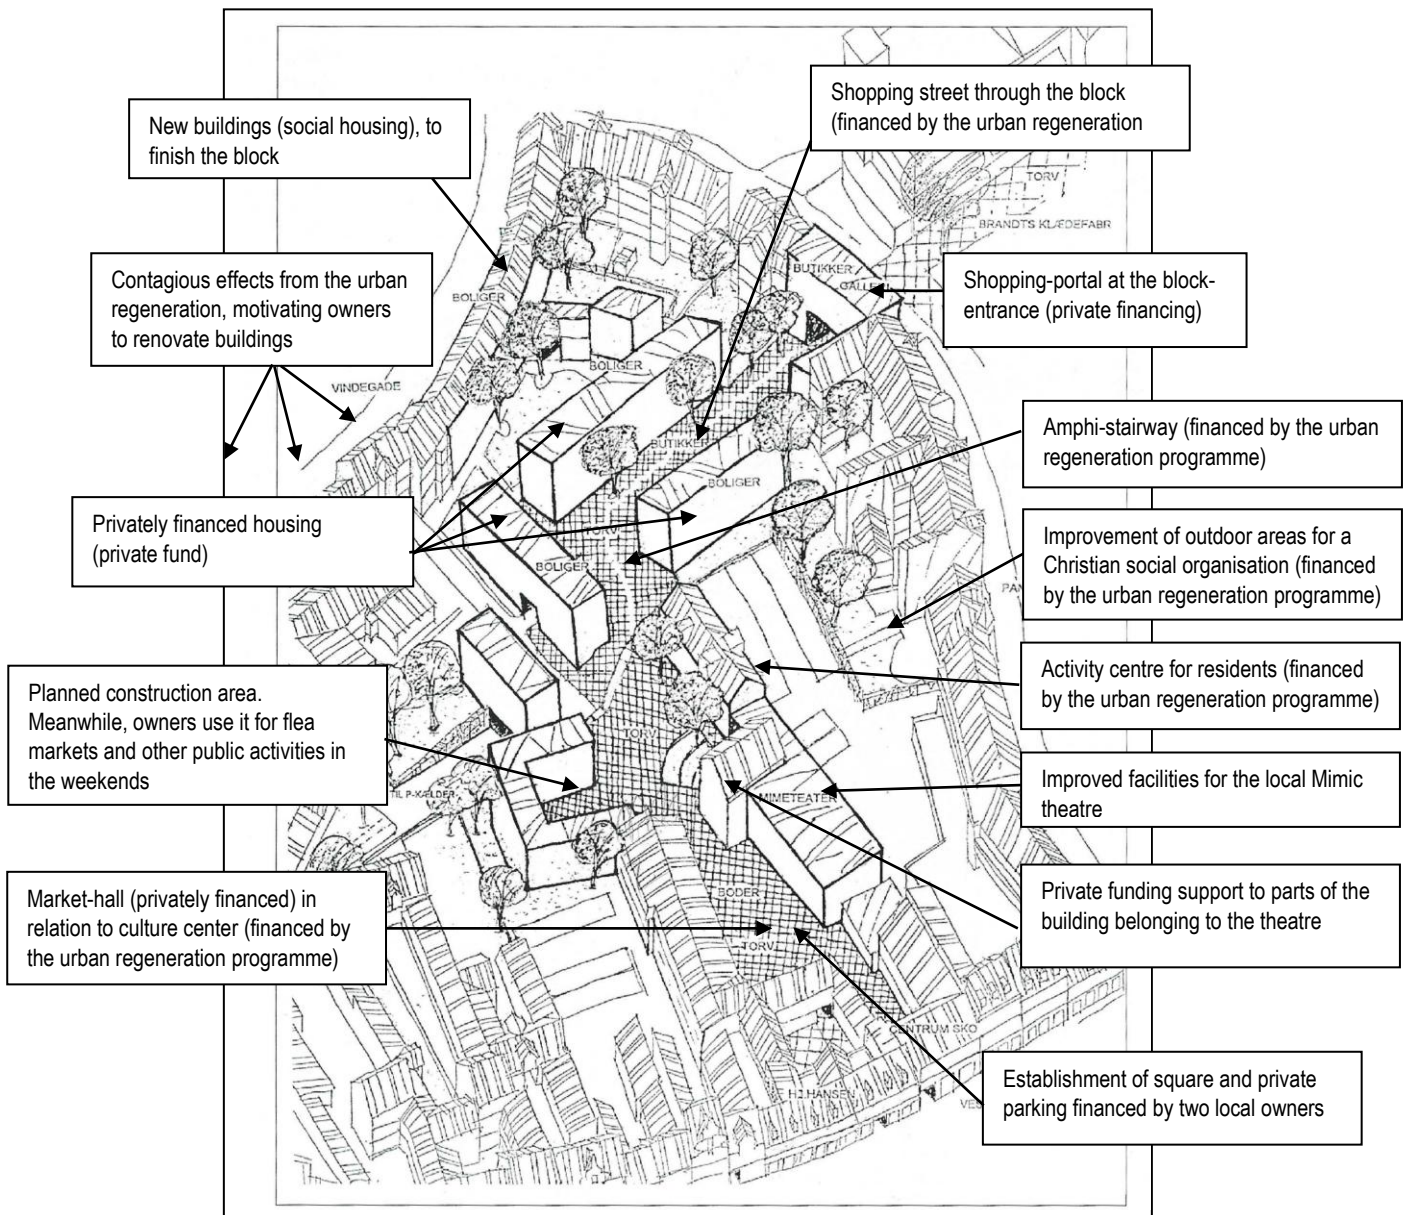 Shopping street through the block
(financed by the urban regeneration
New buildings (social housing), to
finish the block
TORV
BRANDTS KLÆDEFABR
Contagious effects from the urban
regeneration, motivating owners
to renovate buildings
BUTIKKER
Shopping-portal at the block-
entrance (private financing)
BOLIGER
BOLIGER
VINDEGADE
Amphi-stairway (financed by the urban
regeneration programme)
BUTIKKER
BOLIGER
Privately financed housing
(private fund)
TORV
BOLIGER
Improvement of outdoor areas for a
Christian social organisation (financed
by the urban regeneration programme)
PAN
Activity centre for residents (financed
by the urban regeneration programme)
Planned construction area.
Meanwhile, owners use it for flea
markets and other public activities in
the weekends
TORV
TIL P-KÆLDER
MIMETEATER
Improved facilities for the local Mimic
theatre
Market-hall (privately financed) in
relation to culture center (financed by
the urban regeneration programme)
BODER
TORV
Private funding support to parts of the
building belonging to the theatre
CENTRUM SKO
H.J.HANSEN
VES
Establishment of square and private
parking financed by two local owners